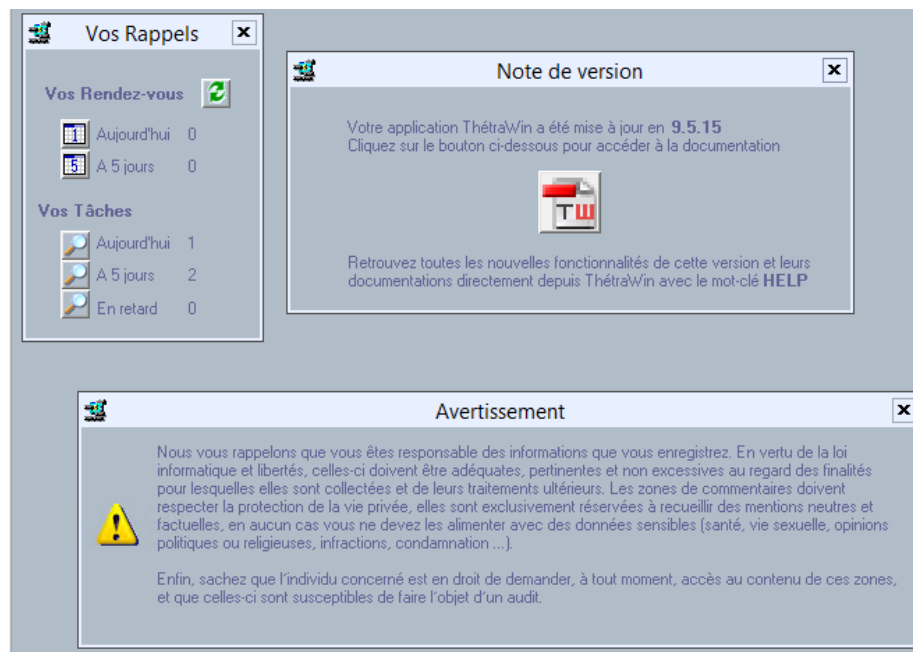 Vos Rappels
Vos Rendez-vous
1 Aujourd'hui 0
5 A 5 jours 0
Vos Tâches
Aujourd'hui 1
A 5 jours 2
En retard 0
Note de version
Votre application ThétraWin a été mise à jour en 9.5.15
Cliquez sur le bouton ci-dessous pour accéder à la documentation
TW
Retrouvez toutes les nouvelles fonctionnalités de cette version et leurs
documentations directement depuis ThétraWin avec le mot-clé HELP
Avertissement
Nous vous rappelons que vous êtes responsable des informations que vous enregistrez. En vertu de la loi
informatique et libertés, celles-ci doivent être adéquates, pertinentes et non excessives au regard des finalités
pour lesquelles elles sont collectées et de leurs traitements ultérieurs. Les zones de commentaires doivent
respecter la protection de la vie privée, elles sont exclusivement réservées à recueillir des mentions neutres et
factuelles, en aucun cas vous ne devez les alimenter avec des données sensibles (santé, vie sexuelle, opinions
politiques ou religieuses, infractions, condamnation ...).
Enfin, sachez que l'individu concerné est en droit de demander, à tout moment, accès au contenu de ces zones,
et que celles-ci sont susceptibles de faire l'objet d'un audit.